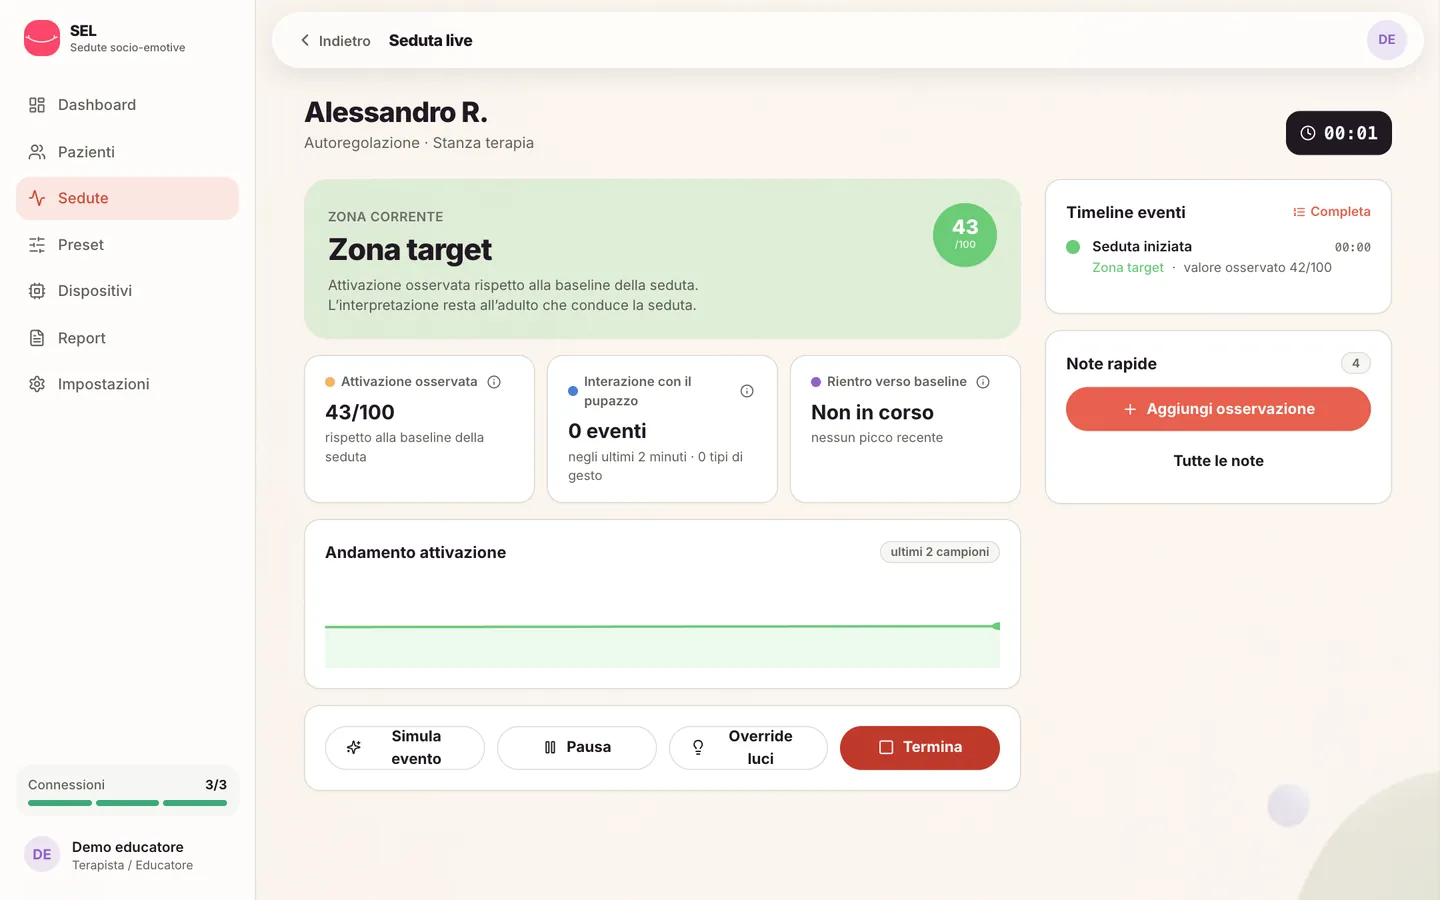 SEL
Sedute socio-emotive
Dashboard
Pazienti
Sedute
Preset
Dispositivi
Report
Impostazioni
Connessioni 3/3
DE
Demo educatore
Terapista / Educatore
Indietro Seduta live DE
Alessandro R.
Autoregolazione · Stanza terapia
00:01
ZONA CORRENTE
Zona target
Attivazione osservata rispetto alla baseline della seduta.
L'interpretazione resta all'adulto che conduce la seduta.
43
/100
Attivazione osservata
43/100
rispetto alla baseline della
seduta
Interazione con il
pupazzo
0 eventi
negli ultimi 2 minuti · 0 tipi di
gesto
Rientro verso baseline
Non in corso
nessun picco recente
Andamento attivazione ultimi 2 campioni
Simula
evento
Pausa
Override
luci
Termina
Timeline eventi Completa
Seduta iniziata 00:00
Zona target · valore osservato 42/100
Note rapide 4
Aggiungi osservazione
Tutte le note